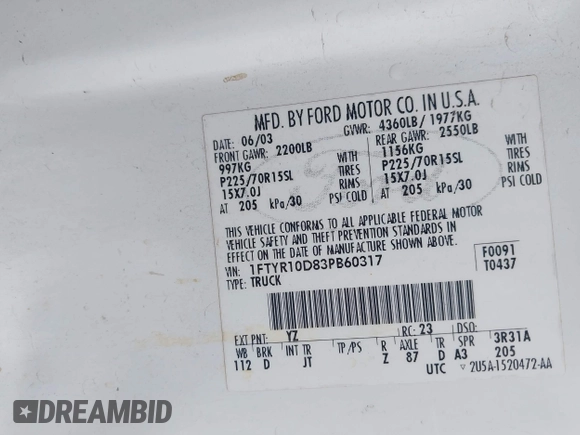 MFD. BY FORD MOTOR CO. IN U.S.A.
DATE: 06/03 GVWR: 4360LB/ 1977KG
FRONT GAWR: 2200LB REAR GAWR: 2550LB
997KG WITH 1156KG WITH
P225/70R15SL TIRES P225/70R15SL TIRES
15X7.0J RIMS 15X7.0J RIMS
AT 205 kPa/30 PSI COLD AT 205 kPa/30 PSI COLD
THIS VEHICLE CONFORMS TO ALL APPLICABLE FEDERAL MOTOR
VEHICLE SAFETY AND THEFT PREVENTION STANDARDS IN
EFFECT ON THE DATE OF MANUFACTURE SHOWN ABOVE.
VIN: 1FTYR10D83PB60317 F0091
TYPE: TRUCK T0437
EXT PNT: YZ RC: 23 DSO:
WB BRK INT TR TP/PS R AXLE TR SPR 3R31A
112 D JT Z 87 D A3 205
UTC 2U5A-1520472-AA
Ford
DREAMBID